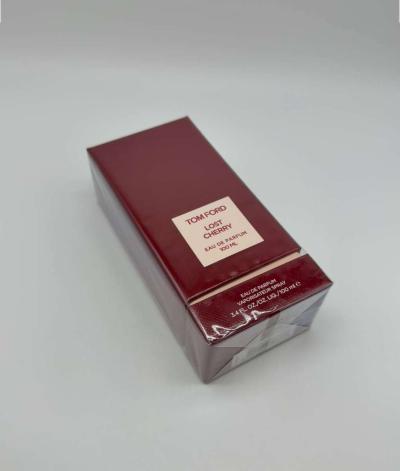 TOM FORD
LOST
CHERRY
EAU DE PARFUM
100 ML
EAU DE PARFUM
VAPORISATEUR SPRAY
3.4 FL. OZ./OZ. LIQ./100 ml ℮